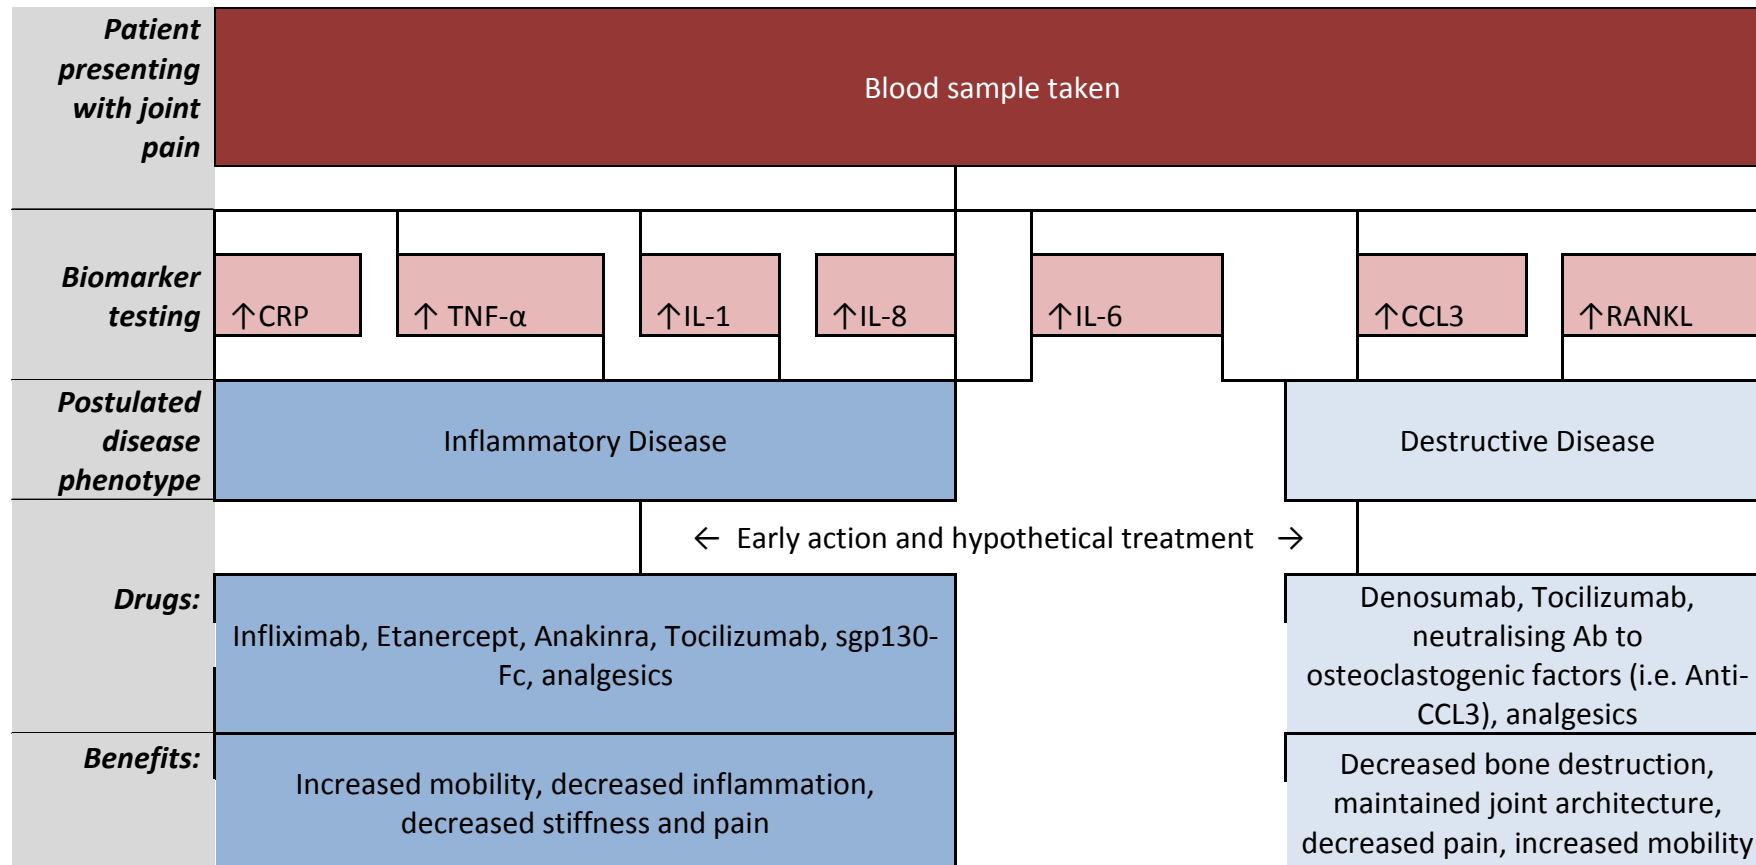 Patient
presenting
with joint
pain
Blood sample taken
Biomarker
testing
↑CRP
↑ TNF-α
↑IL-1
↑IL-8
↑IL-6
↑CCL3
↑RANKL
Postulated
disease
phenotype
Inflammatory Disease
Destructive Disease
← Early action and hypothetical treatment →
Drugs:
Infliximab, Etanercept, Anakinra, Tocilizumab, sgp130-
Fc, analgesics
Denosumab, Tocilizumab,
neutralising Ab to
osteoclastogenic factors (i.e. Anti-
CCL3), analgesics
Benefits:
Increased mobility, decreased inflammation,
decreased stiffness and pain
Decreased bone destruction,
maintained joint architecture,
decreased pain, increased mobility